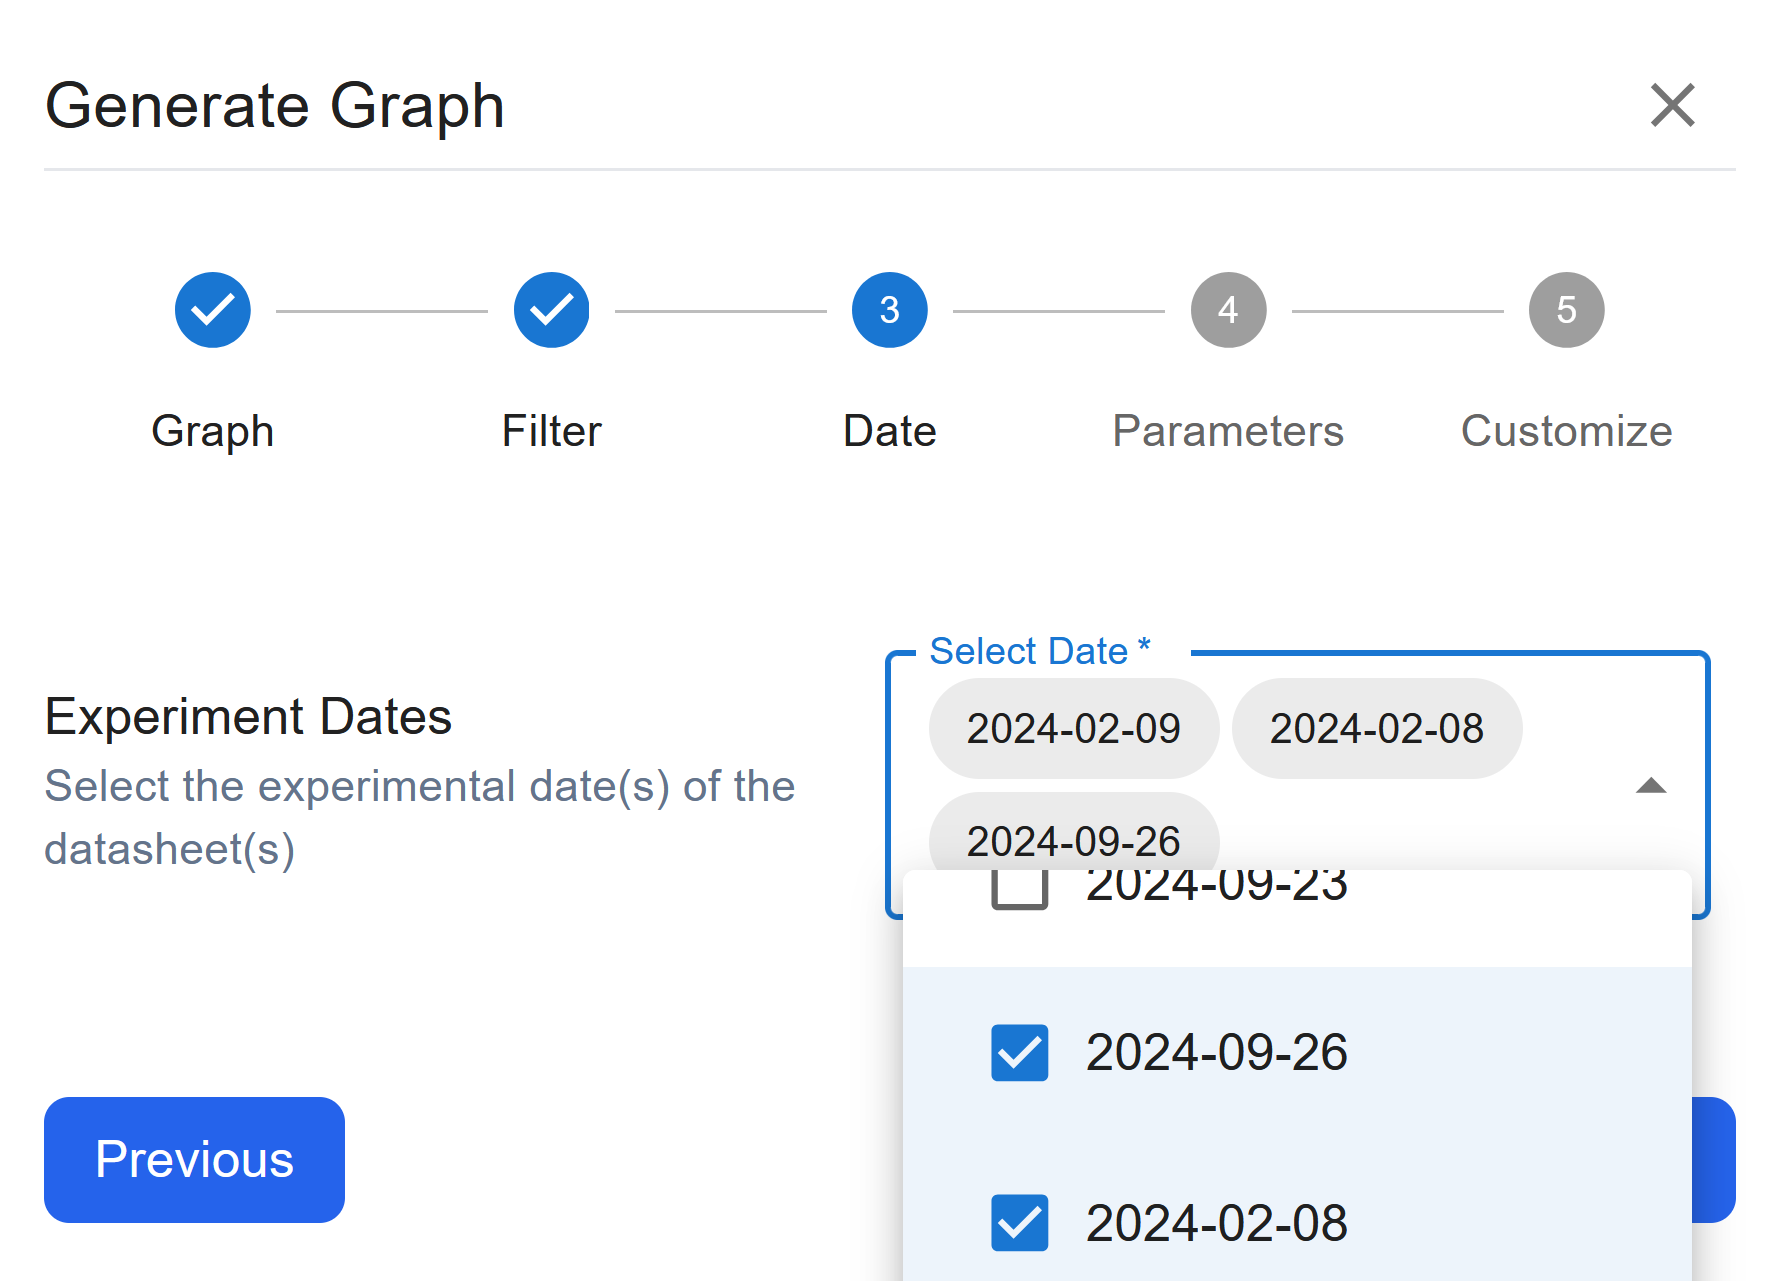 Generate Graph
3
4
5
Graph
Filter
Date
Parameters
Customize
Select Date *
Experiment Dates
Select the experimental date(s) of the
datasheet(s)
2024-02-09
2024-02-08
2024-09-26
2024-09-23
2024-09-26
2024-02-08
Previous